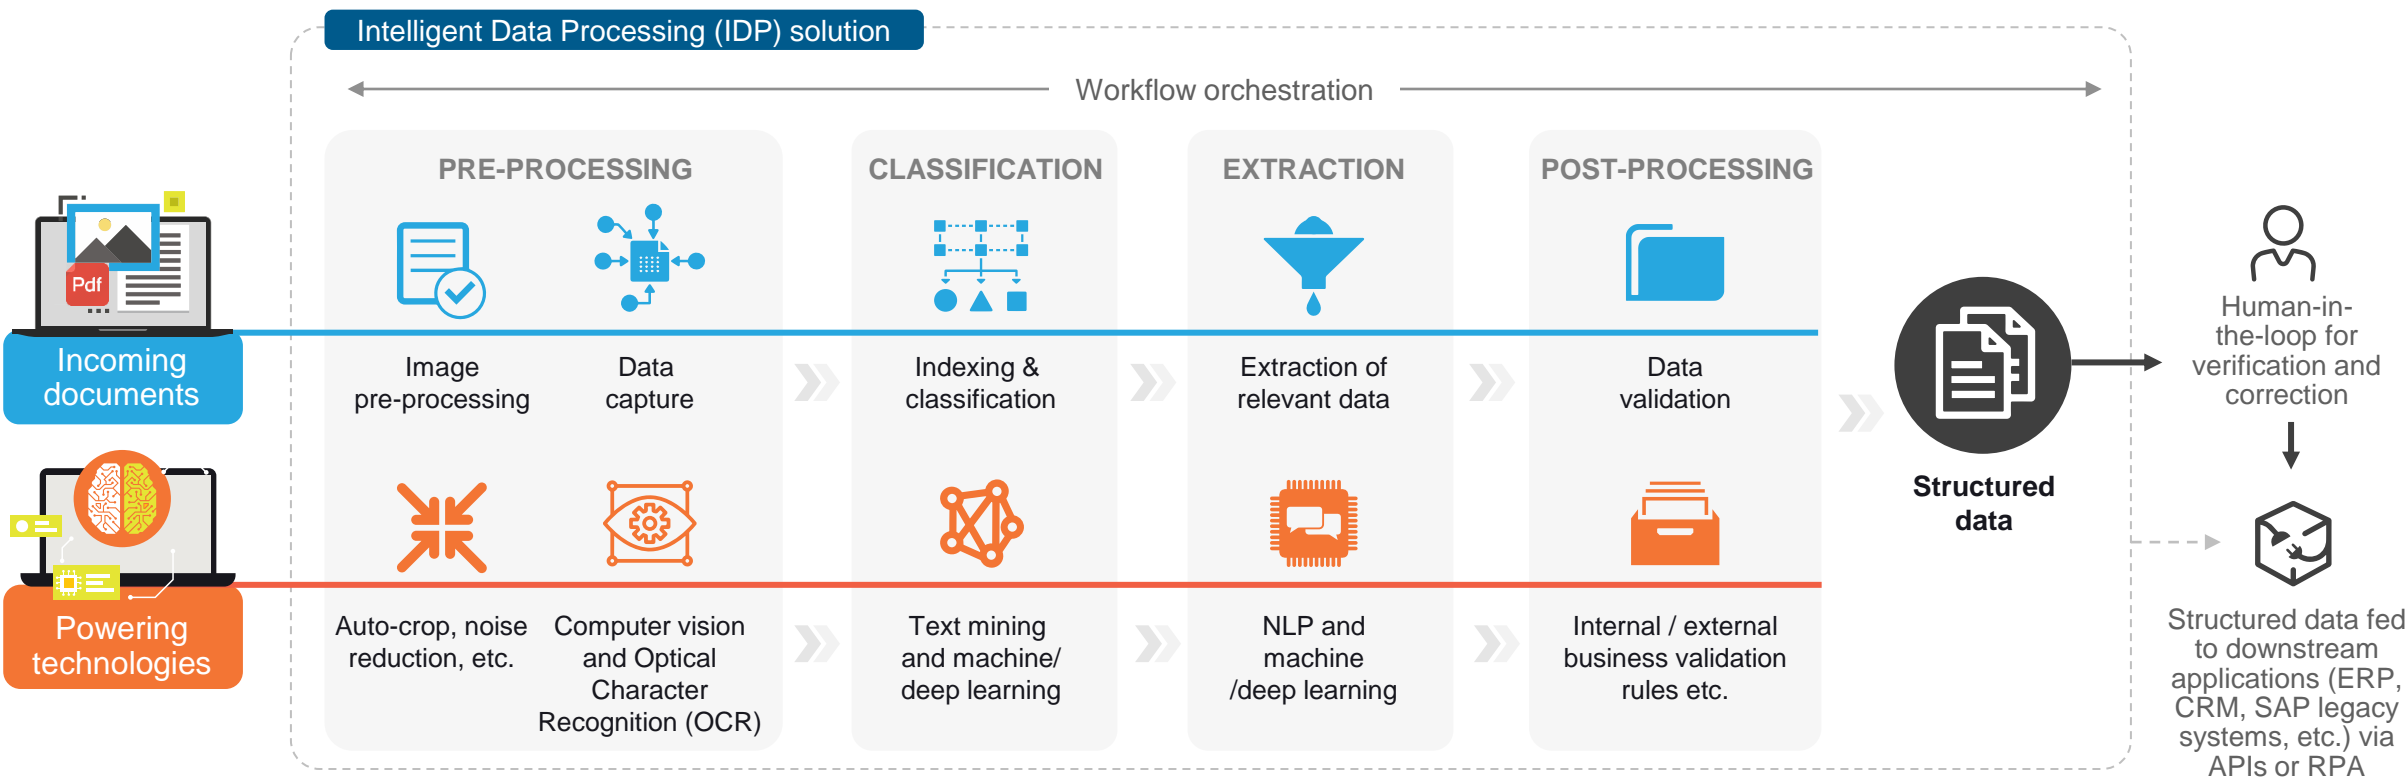 Intelligent Data Processing (IDP) solution
Workflow orchestration
PRE-PROCESSING
CLASSIFICATION
EXTRACTION
POST-PROCESSING
Pdf
Incoming
documents
Image
pre-processing
Data
capture
Indexing &
classification
Extraction of
relevant data
Data
validation
Structured
data
Human-in-
the-loop for
verification and
correction
Powering
technologies
Auto-crop, noise
reduction, etc.
Computer vision
and Optical
Character
Recognition (OCR)
Text mining
and machine/
deep learning
NLP and
machine
/deep learning
Internal / external
business validation
rules etc.
Structured data fed
to downstream
applications (ERP,
CRM, SAP legacy
systems, etc.) via
APIs or RPA